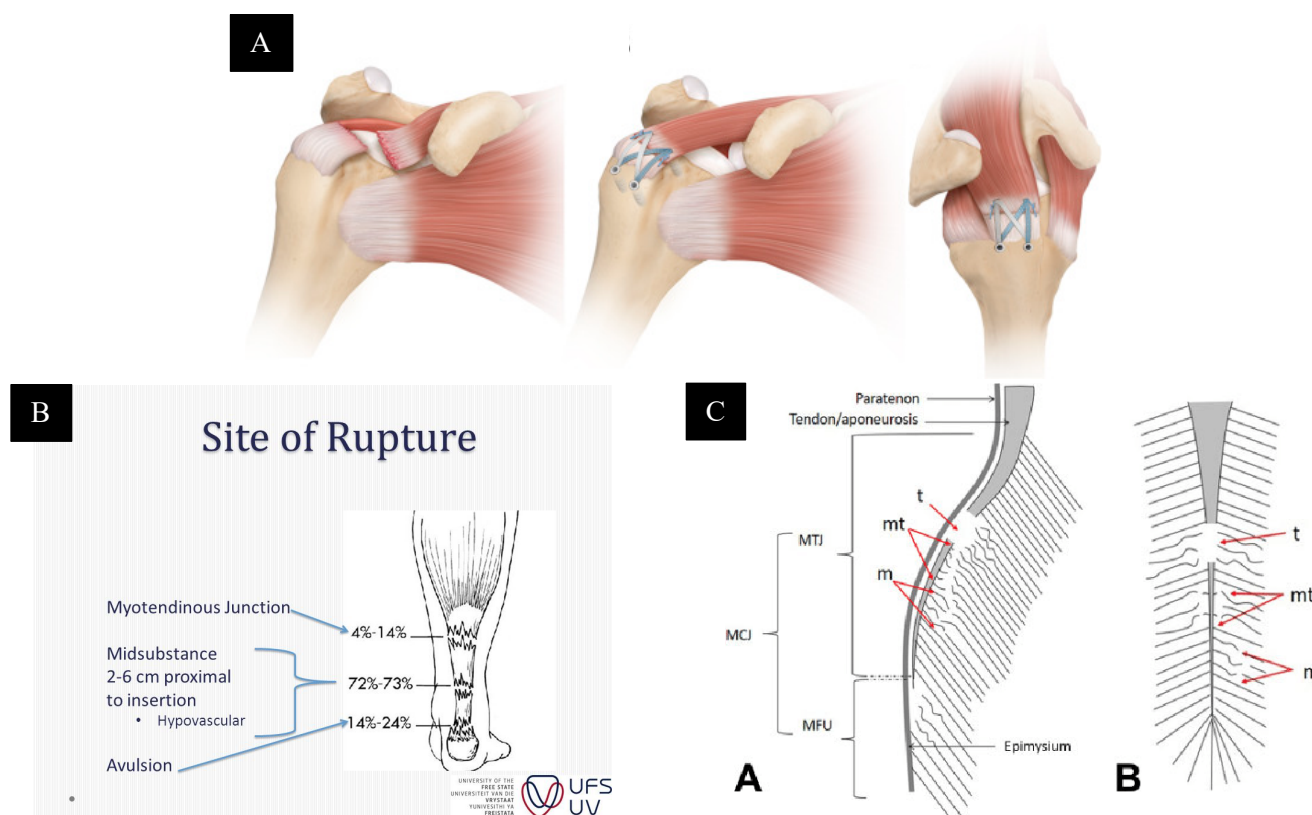 A
B
Site of Rupture
Myotendinous Junction
4%-14%
Midsubstance
2-6 cm proximal
to insertion
• Hypovascular
72%-73%
14%-24%
Avulsion
UNIVERSITY OF THE
FREE STATE
UNIVERSITEIT VAN DIE
VRYSTAAT
YUNIVESITHI YA
FREISTATA
UFS
UV
C
Paratenon
Tendon/aponeurosis
t
mt
MTJ
m
MCJ
MFU
Epimysium
A
t
mt
m
B